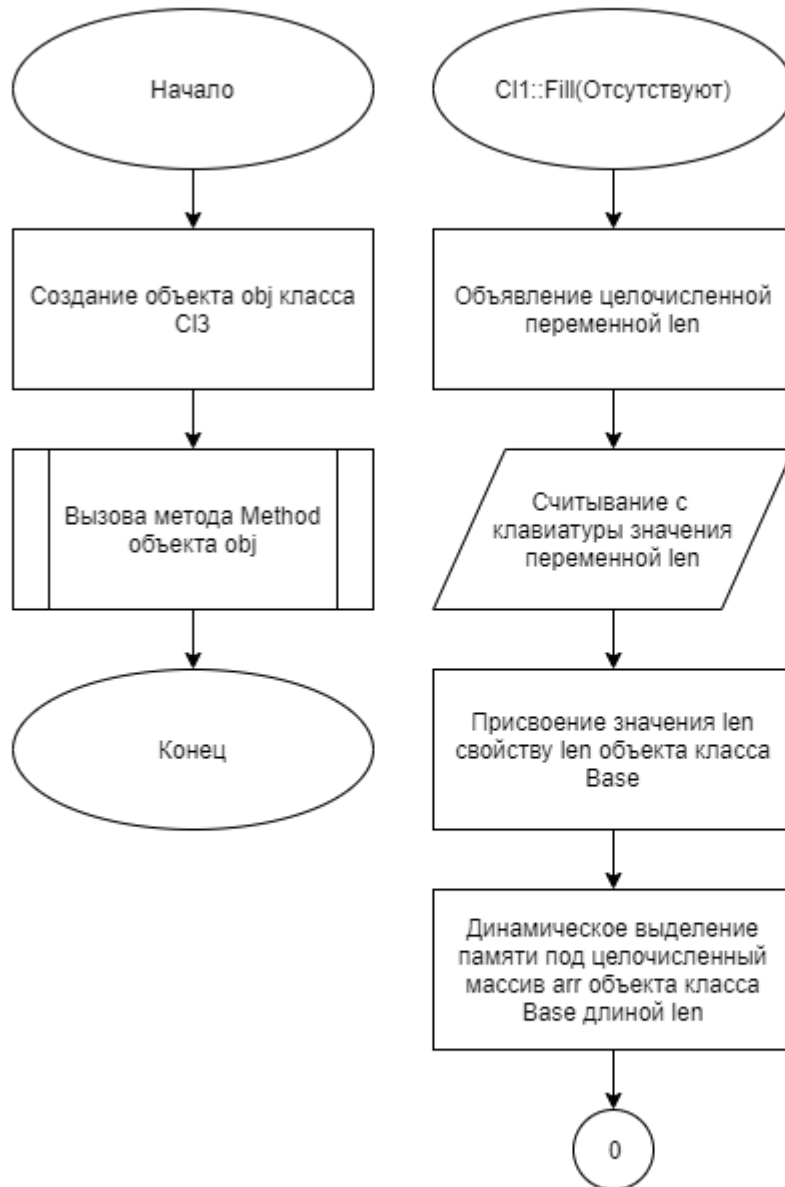 Начало
Создание объекта obj класса
Cl3
Вызова метода Method
объекта obj
Конец
Cl1::Fill(Отсутствуют)
Объявление целочисленной
переменной len
Считывание с
клавиатуры значения
переменной len
Присвоение значения len
свойству len объекта класса
Base
Динамическое выделение
памяти под целочисленный
массив arr объекта класса
Base длиной len
0